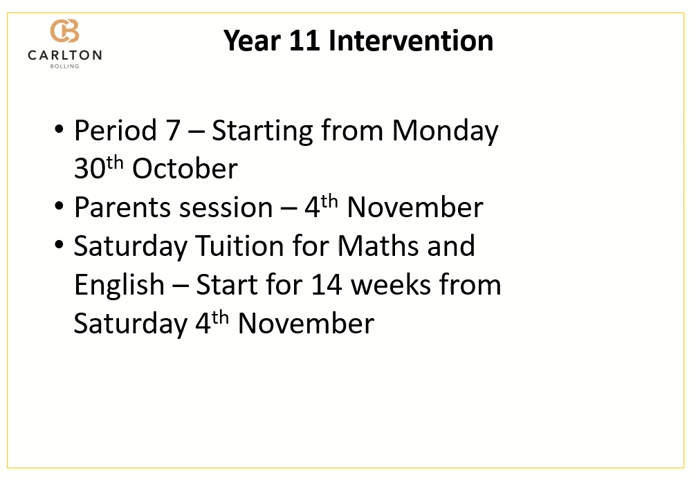 CB
CARLTON
BOLLING
Year 11 Intervention
• Period 7 – Starting from Monday
30th October
• Parents session – 4th November
• Saturday Tuition for Maths and
English – Start for 14 weeks from
Saturday 4th November